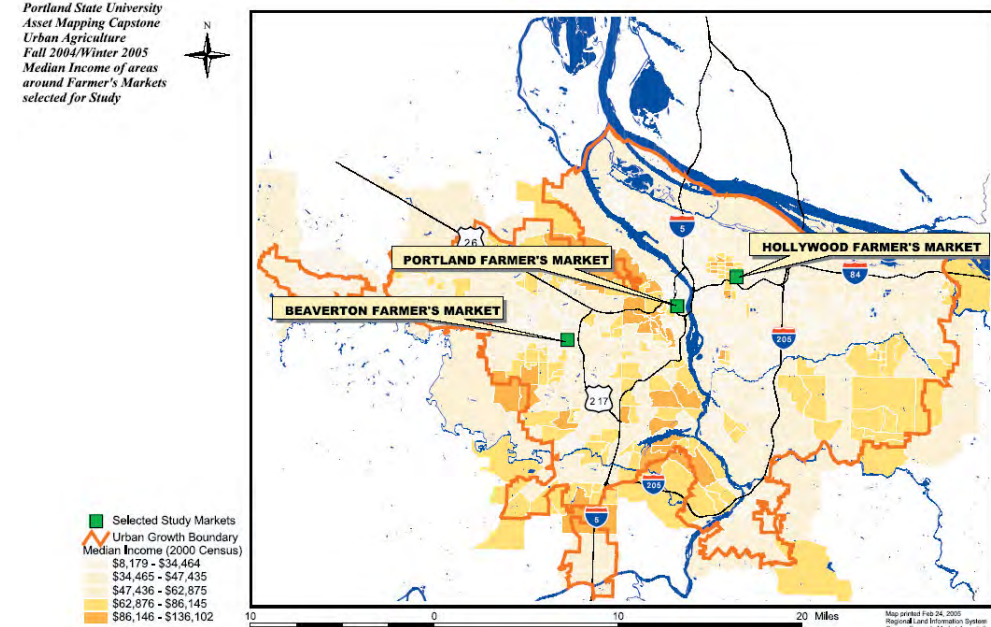 Portland State University
Asset Mapping Capstone
Urban Agriculture
Fall 2004/Winter 2005
Median Income of areas
around Farmer's Markets
selected for Study
N
5
26
HOLLYWOOD FARMER'S MARKET
PORTLAND FARMER'S MARKET
84
BEAVERTON FARMER'S MARKET
205
217
205
5
Selected Study Markets
Urban Growth Boundary
Median Income (2000 Census)
$8,179 - $34,464
$34,465 - $47,435
$47,436 - $62,875
$62,876 - $86,145
$86,146 - $136,102
10 0 10 20 Miles
Map printed Feb 24, 2005
Regional Land Information System